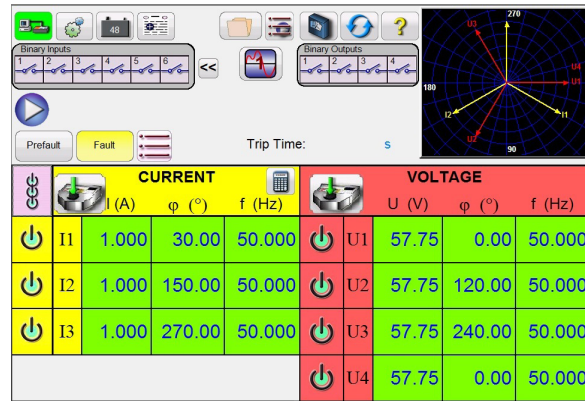 48
Binary Inputs
1 2 3 4 5 6
<<
Binary Outputs
1 2 3 4
270
U3
180
U4
U1
I2
I1
U2
90
Prefault
Fault
Trip Time: s
CURRENT
I (A) φ (°) f (Hz)
VOLTAGE
U (V) φ (°) f (Hz)
I1 1.000 30.00 50.000 U1 57.75 0.00 50.000
I2 1.000 150.00 50.000 U2 57.75 120.00 50.000
I3 1.000 270.00 50.000 U3 57.75 240.00 50.000
U4 57.75 0.00 50.000